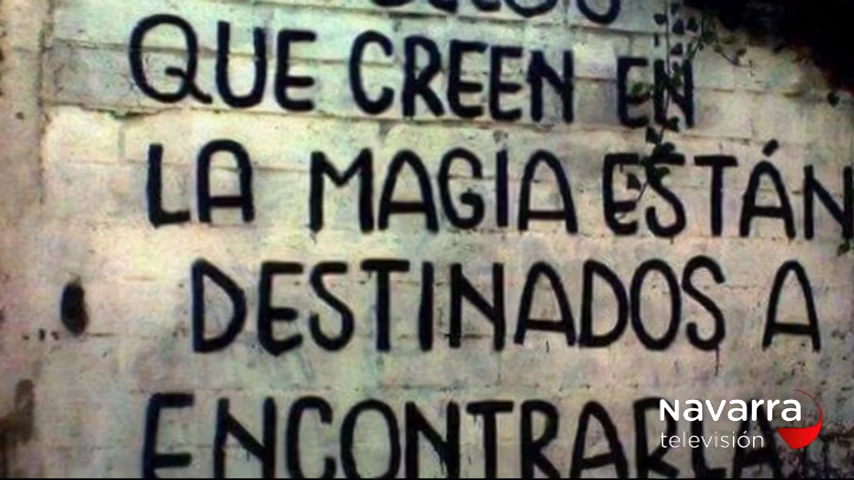 QUE CREEN EN
LA MAGIA ESTÁN
DESTINADOS A
ENCONTRARLA
Navarra
televisión